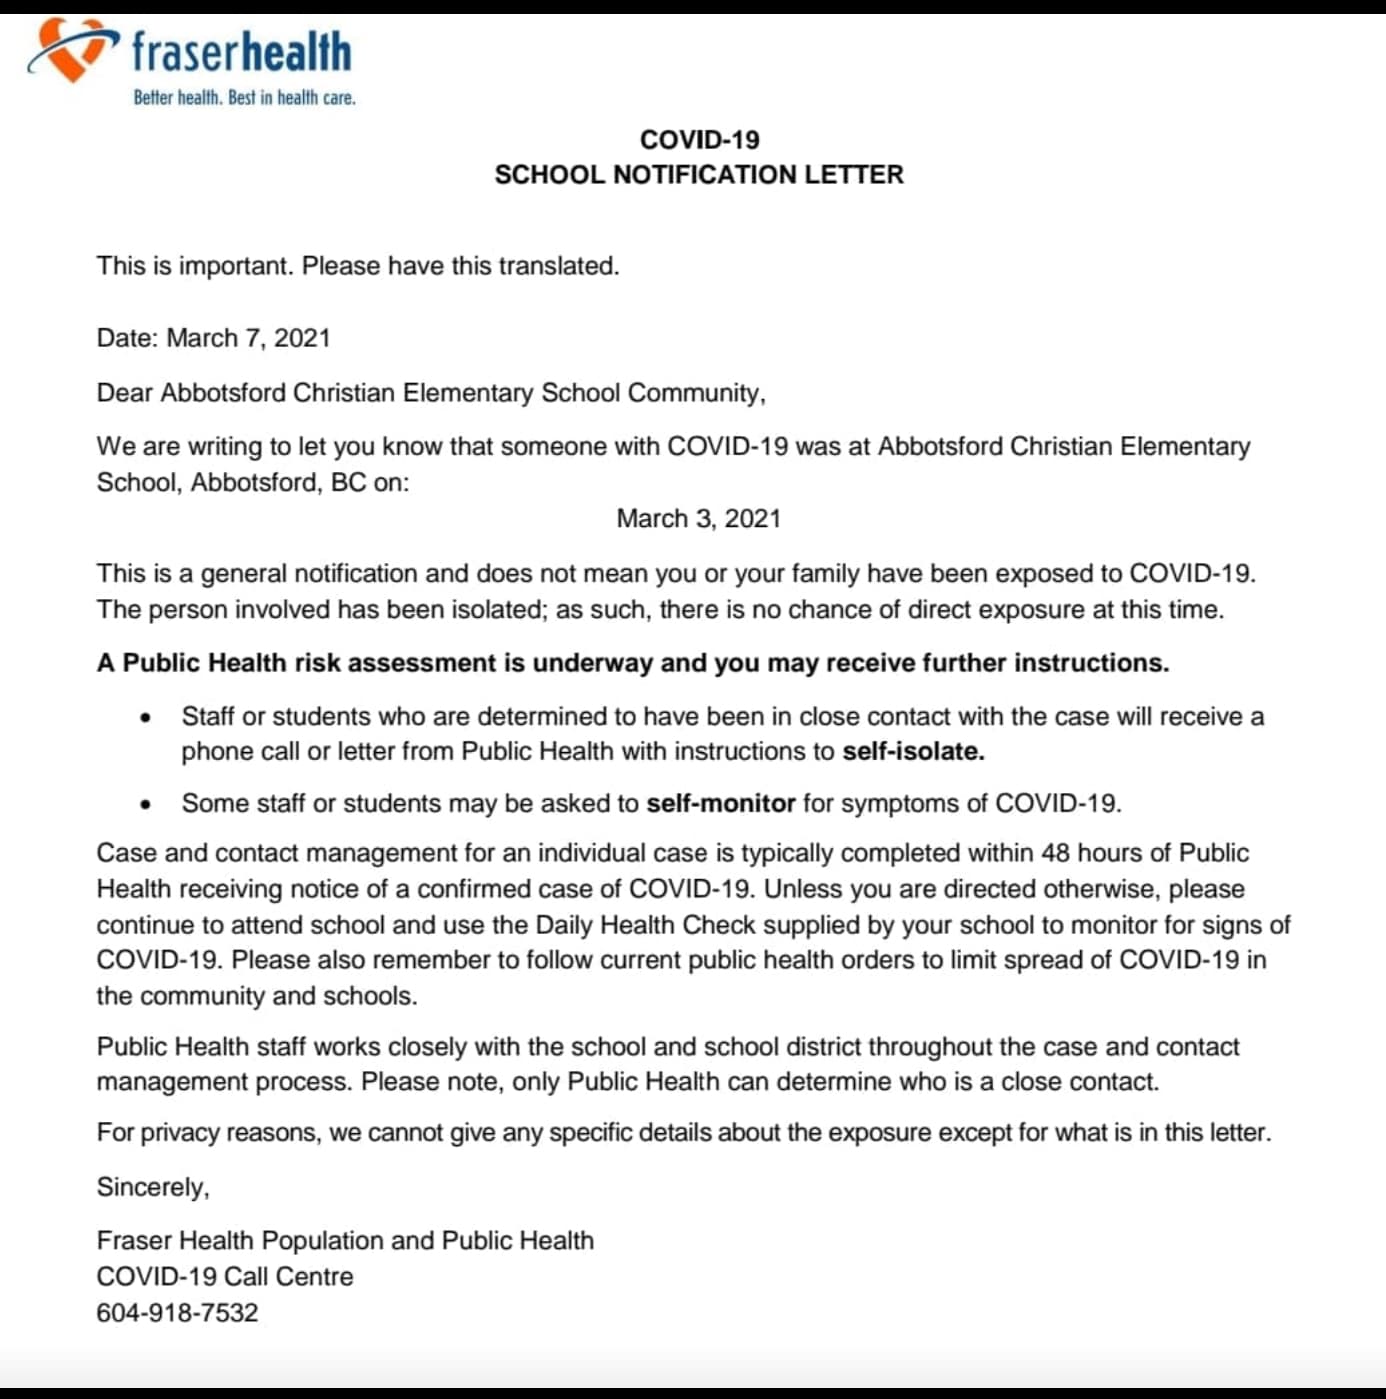 fraserhealth
Better health. Best in health care.
COVID-19
SCHOOL NOTIFICATION LETTER
This is important. Please have this translated.
Date: March 7, 2021
Dear Abbotsford Christian Elementary School Community,
We are writing to let you know that someone with COVID-19 was at Abbotsford Christian Elementary
School, Abbotsford, BC on:
March 3, 2021
This is a general notification and does not mean you or your family have been exposed to COVID-19.
The person involved has been isolated; as such, there is no chance of direct exposure at this time.
A Public Health risk assessment is underway and you may receive further instructions.
• Staff or students who are determined to have been in close contact with the case will receive a
phone call or letter from Public Health with instructions to self-isolate.
• Some staff or students may be asked to self-monitor for symptoms of COVID-19.
Case and contact management for an individual case is typically completed within 48 hours of Public
Health receiving notice of a confirmed case of COVID-19. Unless you are directed otherwise, please
continue to attend school and use the Daily Health Check supplied by your school to monitor for signs of
COVID-19. Please also remember to follow current public health orders to limit spread of COVID-19 in
the community and schools.
Public Health staff works closely with the school and school district throughout the case and contact
management process. Please note, only Public Health can determine who is a close contact.
For privacy reasons, we cannot give any specific details about the exposure except for what is in this letter.
Sincerely,
Fraser Health Population and Public Health
COVID-19 Call Centre
604-918-7532